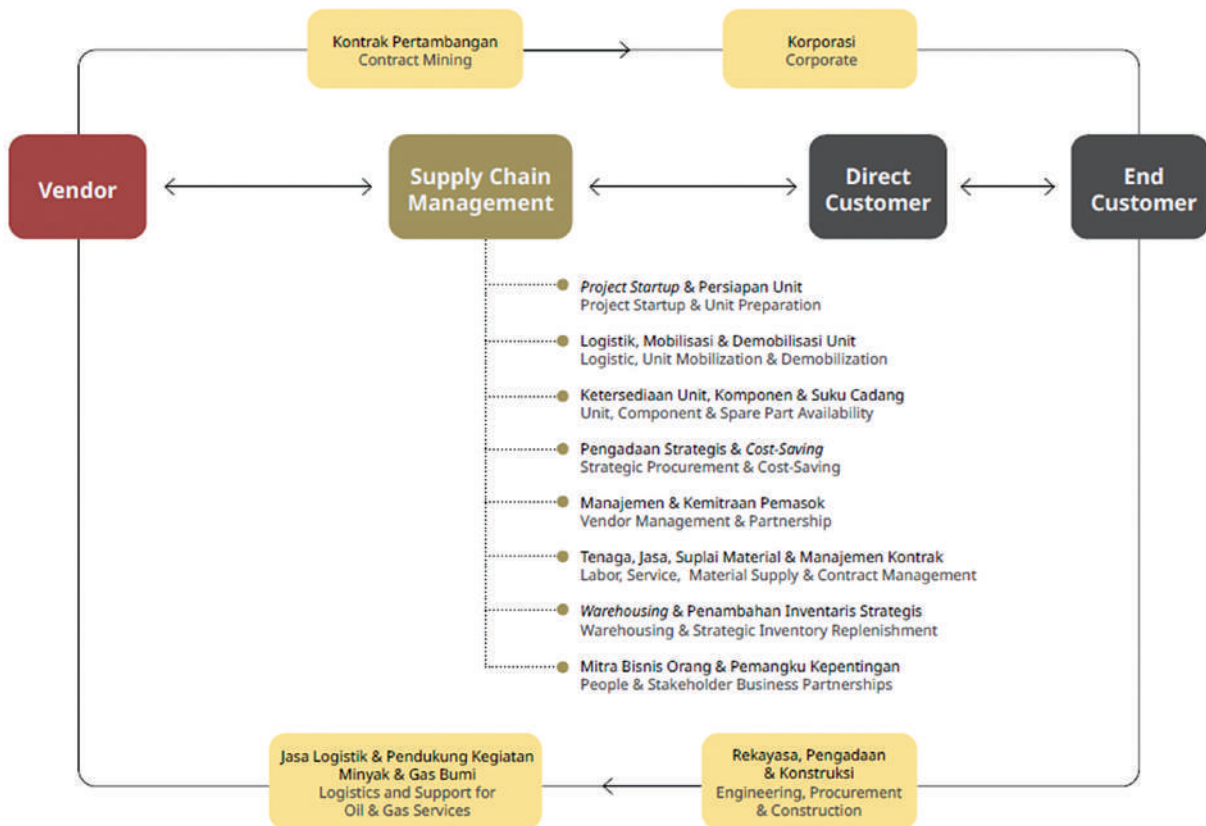 Kontrak Pertambangan
Contract Mining
Korporasi
Corporate
Vendor
Supply Chain
Management
Direct
Customer
End
Customer
Project Startup & Persiapan Unit
Project Startup & Unit Preparation
Logistik, Mobilisasi & Demobilisasi Unit
Logistic, Unit Mobilization & Demobilization
Ketersediaan Unit, Komponen & Suku Cadang
Unit, Component & Spare Part Availability
Pengadaan Strategis & Cost-Saving
Strategic Procurement & Cost-Saving
Manajemen & Kemitraan Pemasok
Vendor Management & Partnership
Tenaga, Jasa, Suplai Material & Manajemen Kontrak
Labor, Service, Material Supply & Contract Management
Warehousing & Penambahan Inventaris Strategis
Warehousing & Strategic Inventory Replenishment
Mitra Bisnis Orang & Pemangku Kepentingan
People & Stakeholder Business Partnerships
Jasa Logistik & Pendukung Kegiatan
Minyak & Gas Bumi
Logistics and Support for
Oil & Gas Services
Rekayasa, Pengadaan
& Konstruksi
Engineering, Procurement
& Construction